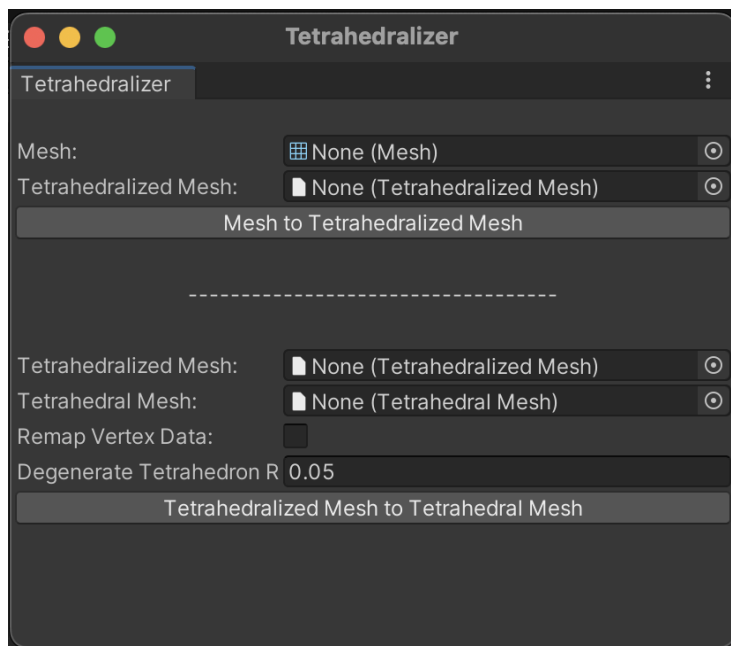 Tetrahedralizer
Tetrahedralizer
Mesh: None (Mesh)
Tetrahedralized Mesh: None (Tetrahedralized Mesh)
Mesh to Tetrahedralized Mesh
-----------------------------------
Tetrahedralized Mesh: None (Tetrahedralized Mesh)
Tetrahedral Mesh: None (Tetrahedral Mesh)
Remap Vertex Data:
Degenerate Tetrahedron R 0.05
Tetrahedralized Mesh to Tetrahedral Mesh